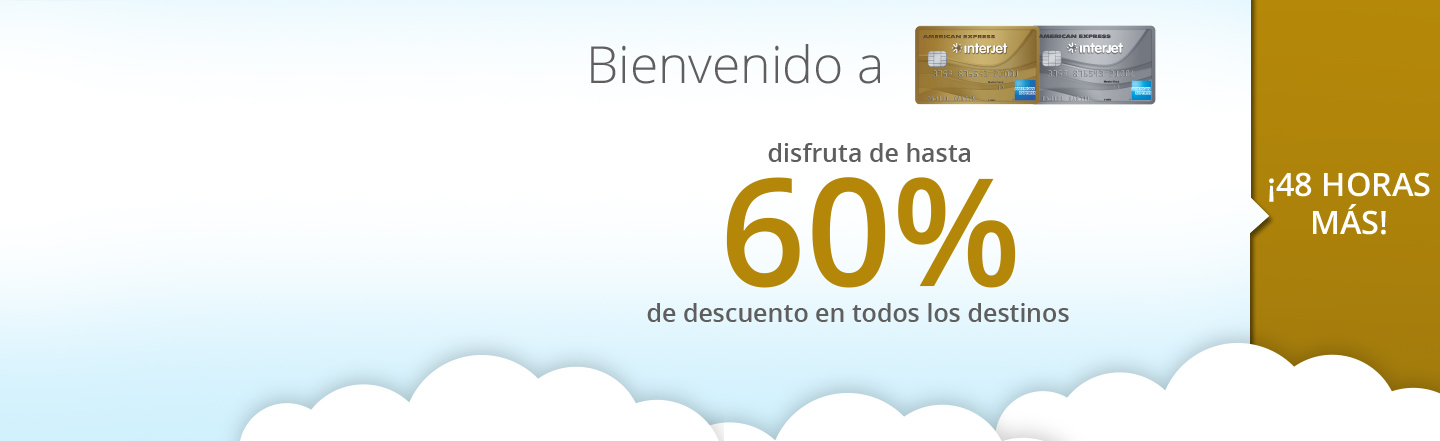 Bienvenido a
AMERICAN EXPRESS
interjet
AMERICAN EXPRESS
interjet
disfruta de hasta
60%
de descuento en todos los destinos
¡48 HORAS
MÁS!